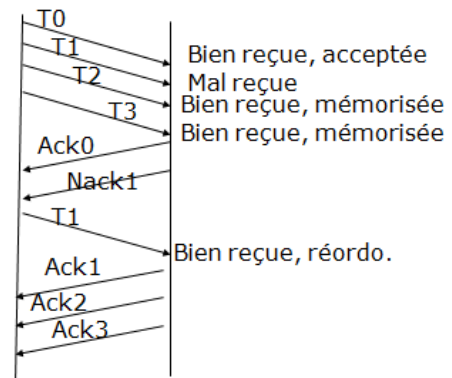 T0
Bien reçue, acceptée
T1
Mal reçue
T2
Bien reçue, mémorisée
T3
Bien reçue, mémorisée
Ack0
Nack1
T1
Bien reçue, réordo.
Ack1
Ack2
Ack3